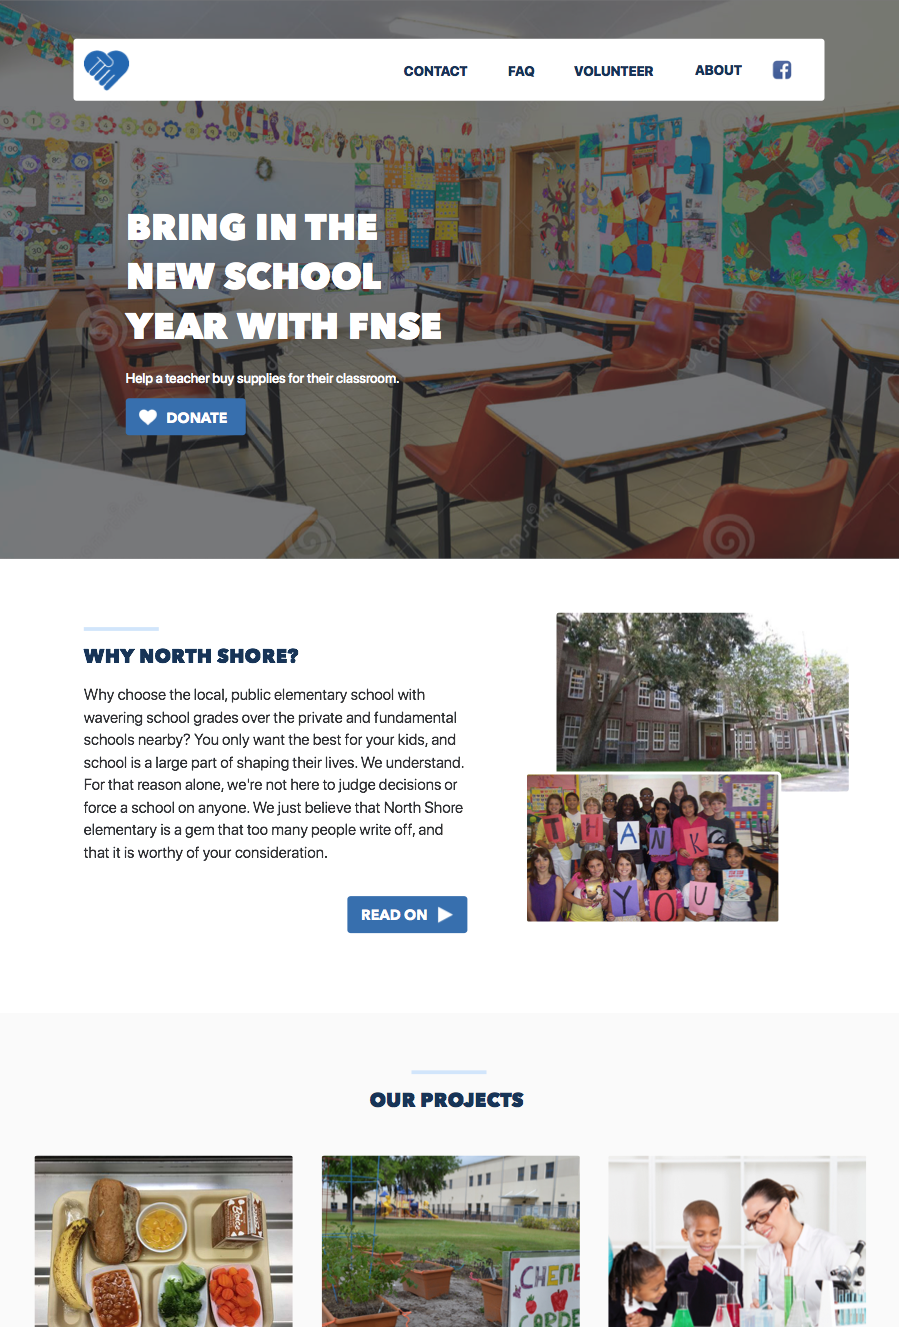 CONTACT FAQ VOLUNTEER ABOUT
BRING IN THE
NEW SCHOOL
YEAR WITH FNSE
Help a teacher buy supplies for their classroom.
DONATE
WHY NORTH SHORE?
Why choose the local, public elementary school with
wavering school grades over the private and fundamental
schools nearby? You only want the best for your kids, and
school is a large part of shaping their lives. We understand.
For that reason alone, we're not here to judge decisions or
force a school on anyone. We just believe that North Shore
elementary is a gem that too many people write off, and
that it is worthy of your consideration.
READ ON
THANK
YOU
OUR PROJECTS